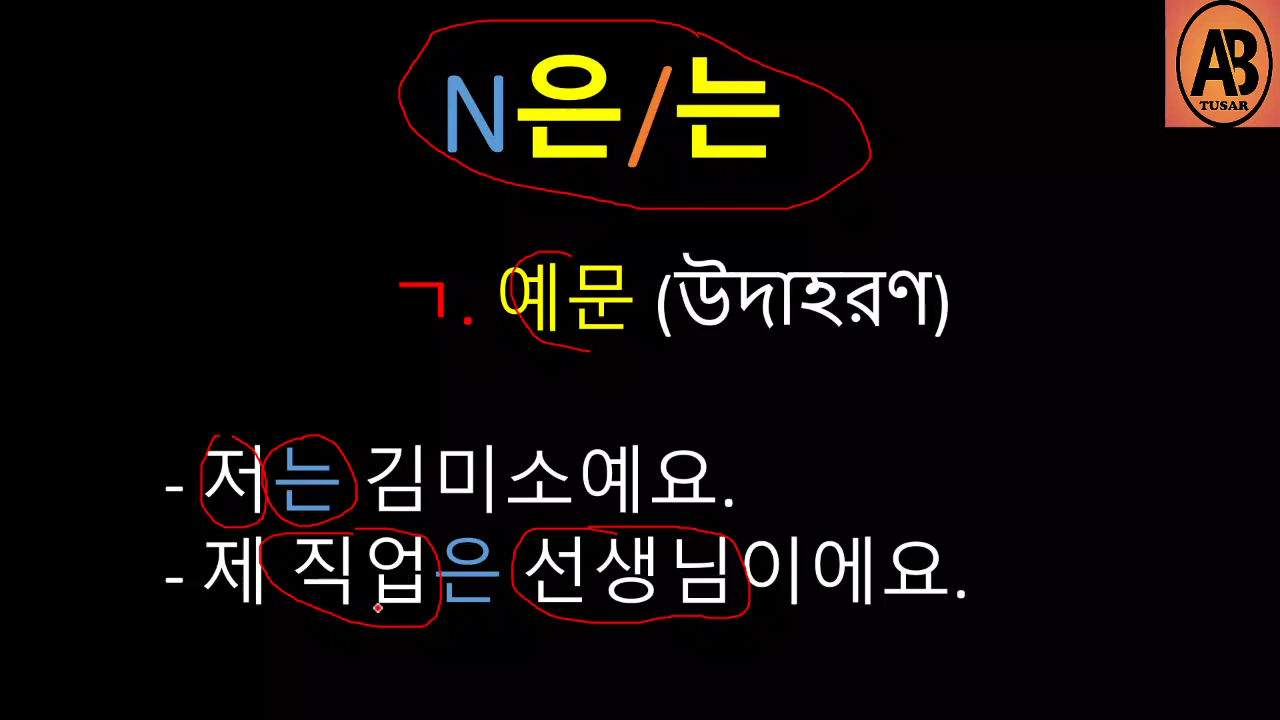 N은/는
AB
TUSAR
ㄱ. 예문 (উদাহরণ)
- 저는 김미소예요.
- 제 직업은 선생님이에요.